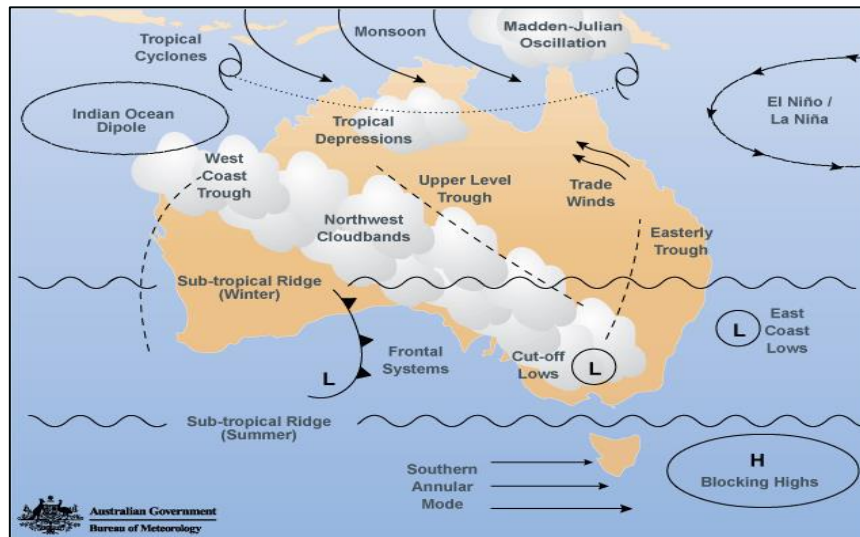 Tropical
Cyclones
Monsoon
Madden-Julian
Oscillation
Indian Ocean
Dipole
El Niño /
La Niña
Tropical
Depressions
West
Coast
Trough
Upper Level
Trough
Trade
Winds
Northwest
Cloudbands
Easterly
Trough
Sub-tropical Ridge
(Winter)
L
East
Coast
Lows
Frontal
Systems
L
Cut-off
Lows
L
Sub-tropical Ridge
(Summer)
Southern
Annular
Mode
H
Blocking Highs
Australian Government
Bureau of Meteorology